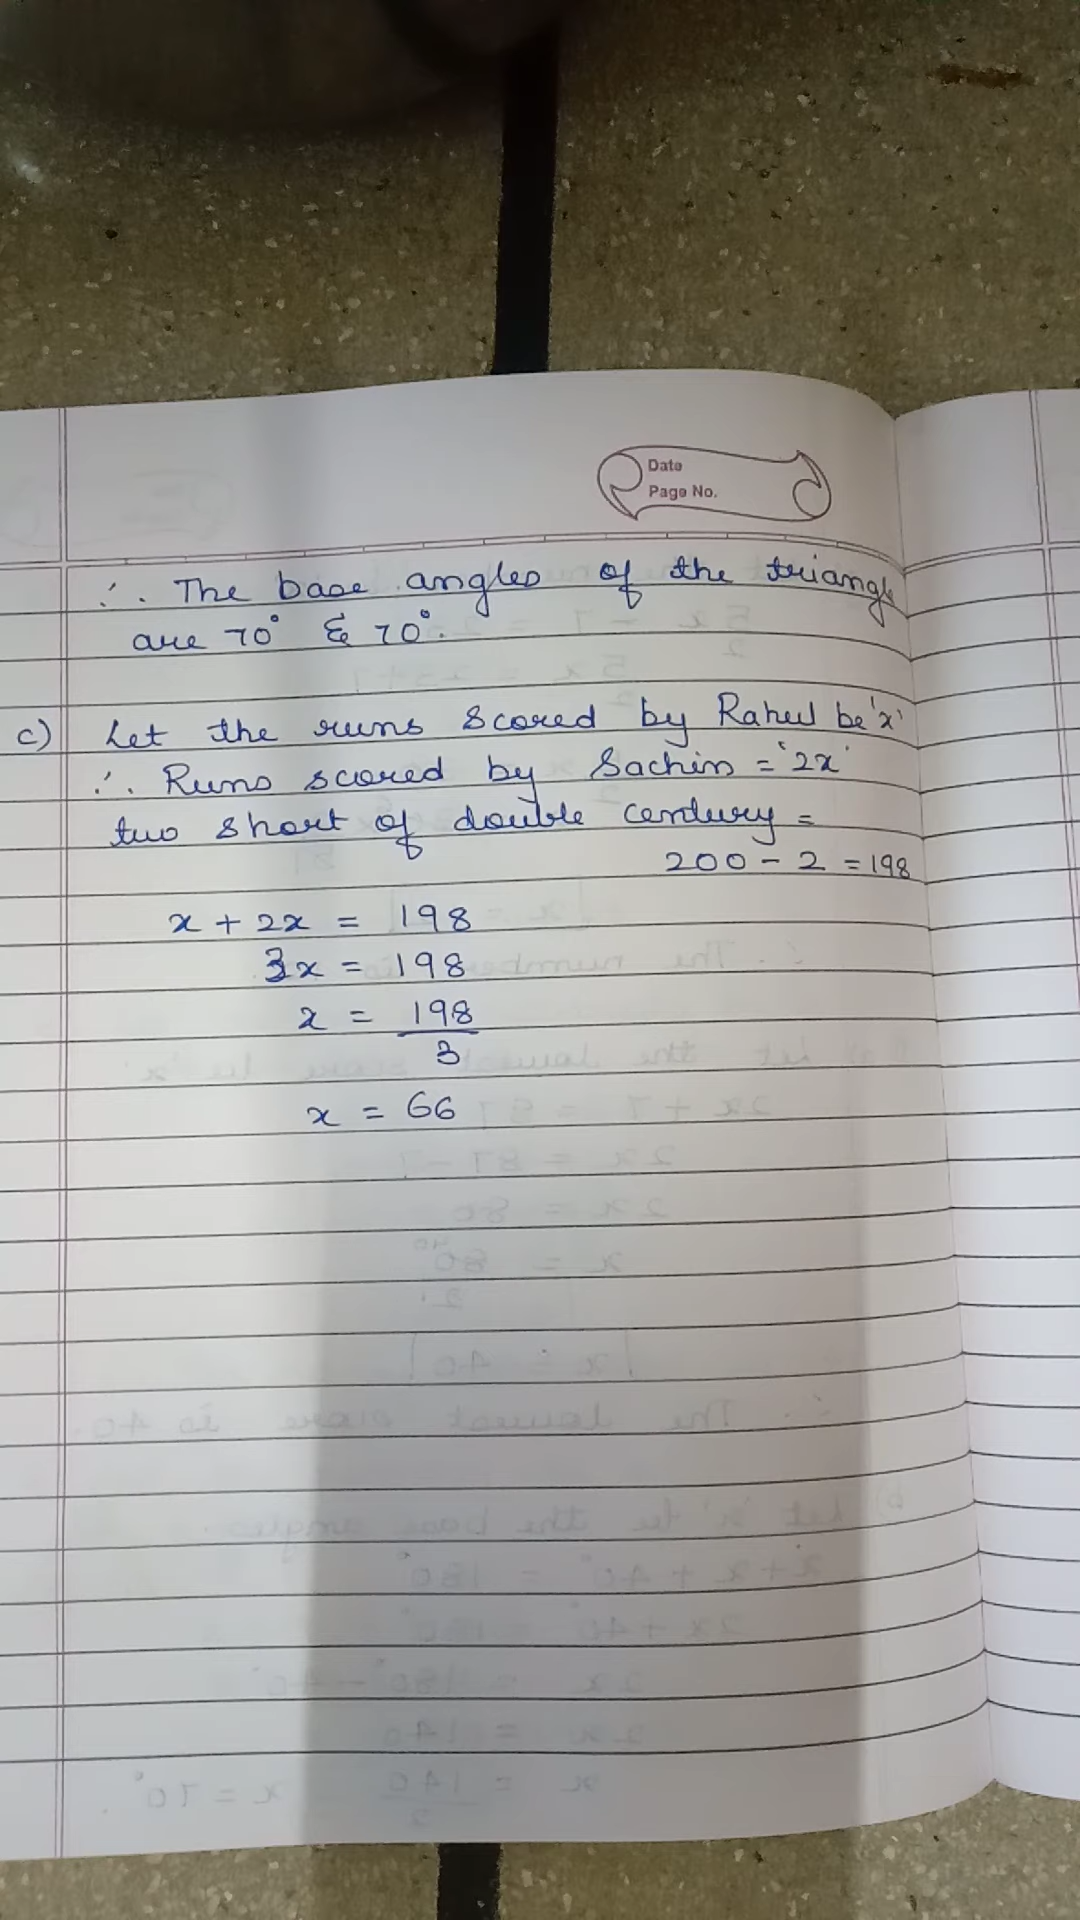 Date
Page No.
∴ The base angles of the triangle
are 70° & 70°.
c) Let the runs scored by Rahul be 'x'
∴ Runs scored by Sachin = '2x'
two short of double century =
200 - 2 = 198
x + 2x = 198
3x = 198
x = 198
3
x = 66